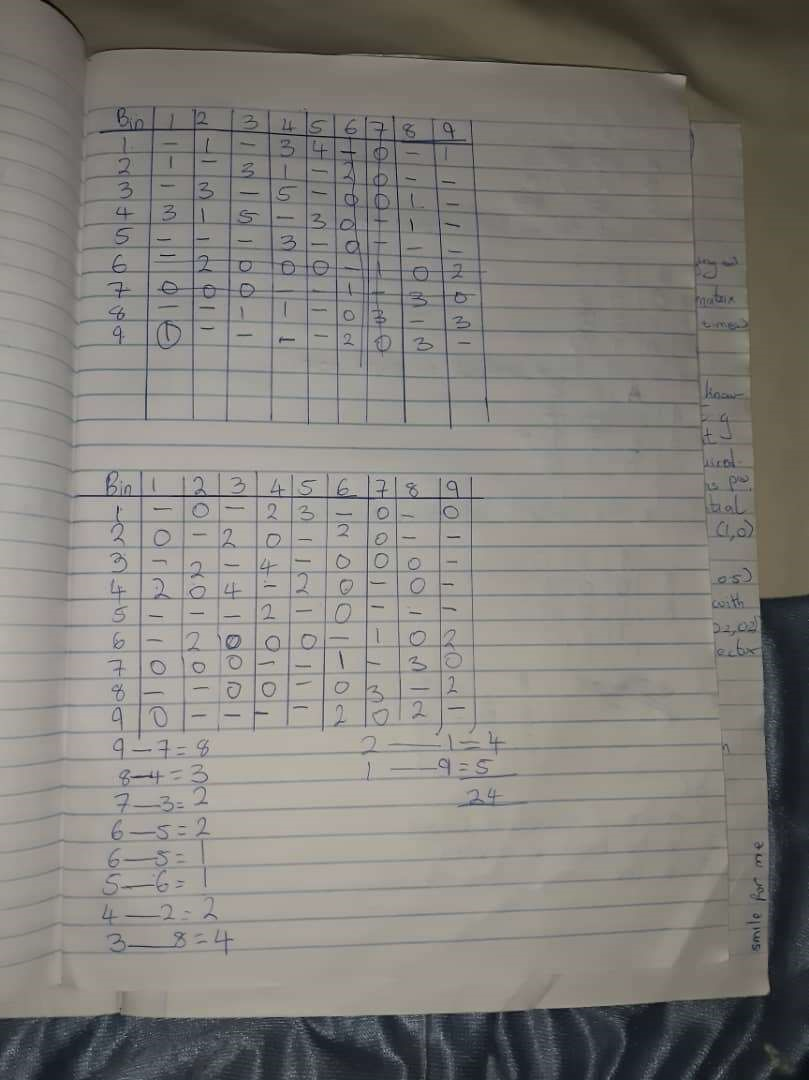 Bin 1 2 3 4 5 6 7 8 9
1 - 1 - 3 4 - 0 - 1
2 1 - 3 1 - 2 0 - -
3 - 3 - 5 - 0 0 1 -
4 3 1 5 - 3 0 - 1 -
5 - - - 3 - 0 - - -
6 - 2 0 0 0 - 1 0 2
7 0 0 0 - - 1 - 3 0
8 - - 1 1 - 0 3 - 3
9 1 - - - - 2 0 3 -
Bin 1 2 3 4 5 6 7 8 9
1 - 0 - 2 3 - 0 - 0
2 0 - 2 0 - 2 0 - -
3 - 2 - 4 - 0 0 0 -
4 2 0 4 - 2 0 - 0 -
5 - - - 2 - 0 - - -
6 - 2 0 0 0 - 1 0 2
7 0 0 0 - - 1 - 3 0
8 - - 0 0 - 0 3 - 2
9 0 - - - - 2 0 2 -
9 — 7 = 8
8 — 4 = 3
7 — 3 = 2
6 — 5 = 2
6 — 5 = 1
5 — 6 = 1
4 — 2 = 2
3 — 8 = 4
2 — 1 = 4
1 — 9 = 5
24
matrix
times
know
(1,0)
with
smile for me